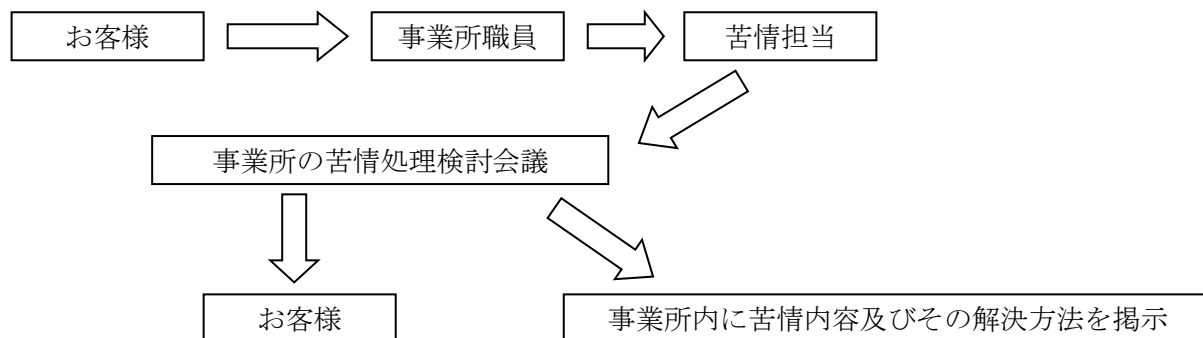 お客様
事業所職員
苦情担当
事業所の苦情処理検討会議
お客様
事業所内に苦情内容及びその解決方法を掲示